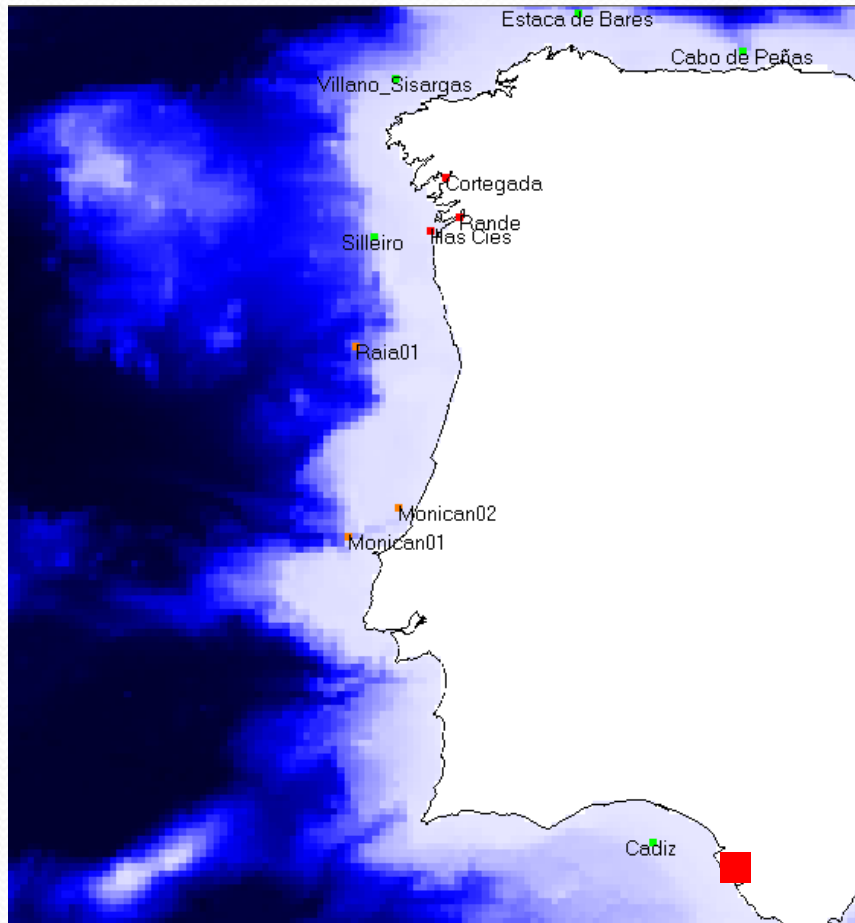 Estaca de Bares
Cabo de Peñas
Villano_Sisargas
Cortegada
Rande
Illas Cies
Silleiro
Raia01
Monican02
Monican01
Cadiz